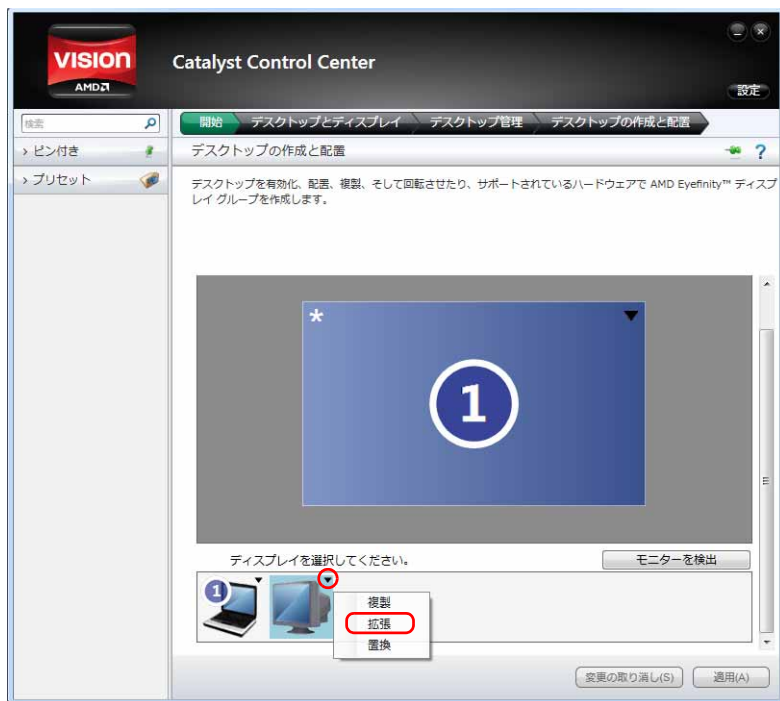 VISION
AMD
Catalyst Control Center
設定
検索
開始
デスクトップとディスプレイ
デスクトップ管理
デスクトップの作成と配置
ピン付き
プリセット
デスクトップの作成と配置
?
デスクトップを有効化、配置、複製、そして回転させたり、サポートされているハードウェアで AMD Eyefinity™ ディスプ
レイ グループを作成します。
*
1
ディスプレイを選択してください。
モニターを検出
1
複製
拡張
置換
変更の取り消し(S)
適用(A)